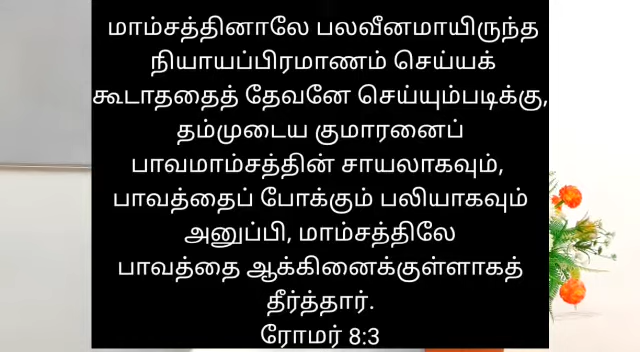 மாம்சத்தினாலே பலவீனமாயிருந்த
நியாயப்பிரமாணம் செய்யக்
கூடாததைத் தேவனே செய்யும்படிக்கு,
தம்முடைய குமாரனைப்
பாவமாம்சத்தின் சாயலாகவும்,
பாவத்தைப் போக்கும் பலியாகவும்
அனுப்பி, மாம்சத்திலே
பாவத்தை ஆக்கினைக்குள்ளாகத்
தீர்த்தார்.
ரோமர் 8:3